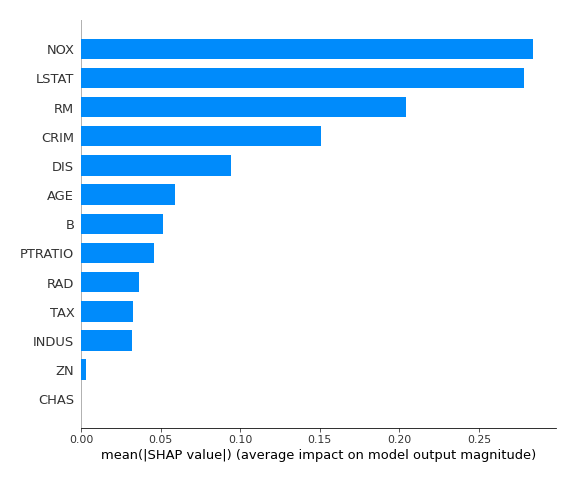 NOX
LSTAT
RM
CRIM
DIS
AGE
B
PTRATIO
RAD
TAX
INDUS
ZN
CHAS
0.00 0.05 0.10 0.15 0.20 0.25
mean(|SHAP value|) (average impact on model output magnitude)